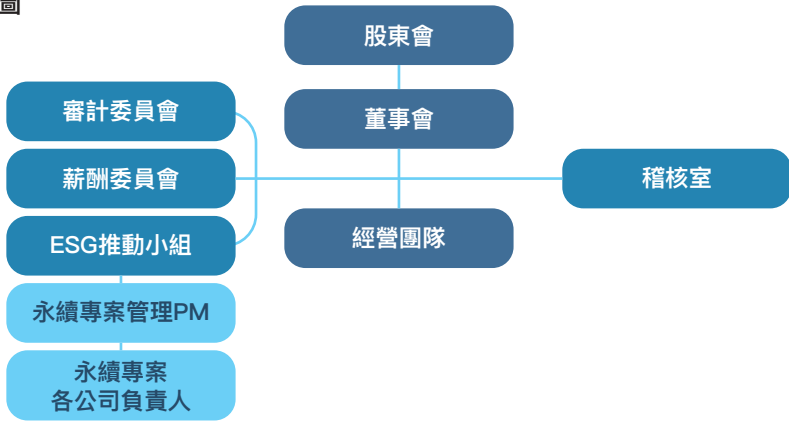 圖
股東會
董事會
審計委員會
薪酬委員會
稽核室
ESG推動小組
經營團隊
永續專案管理PM
永續專案
各公司負責人